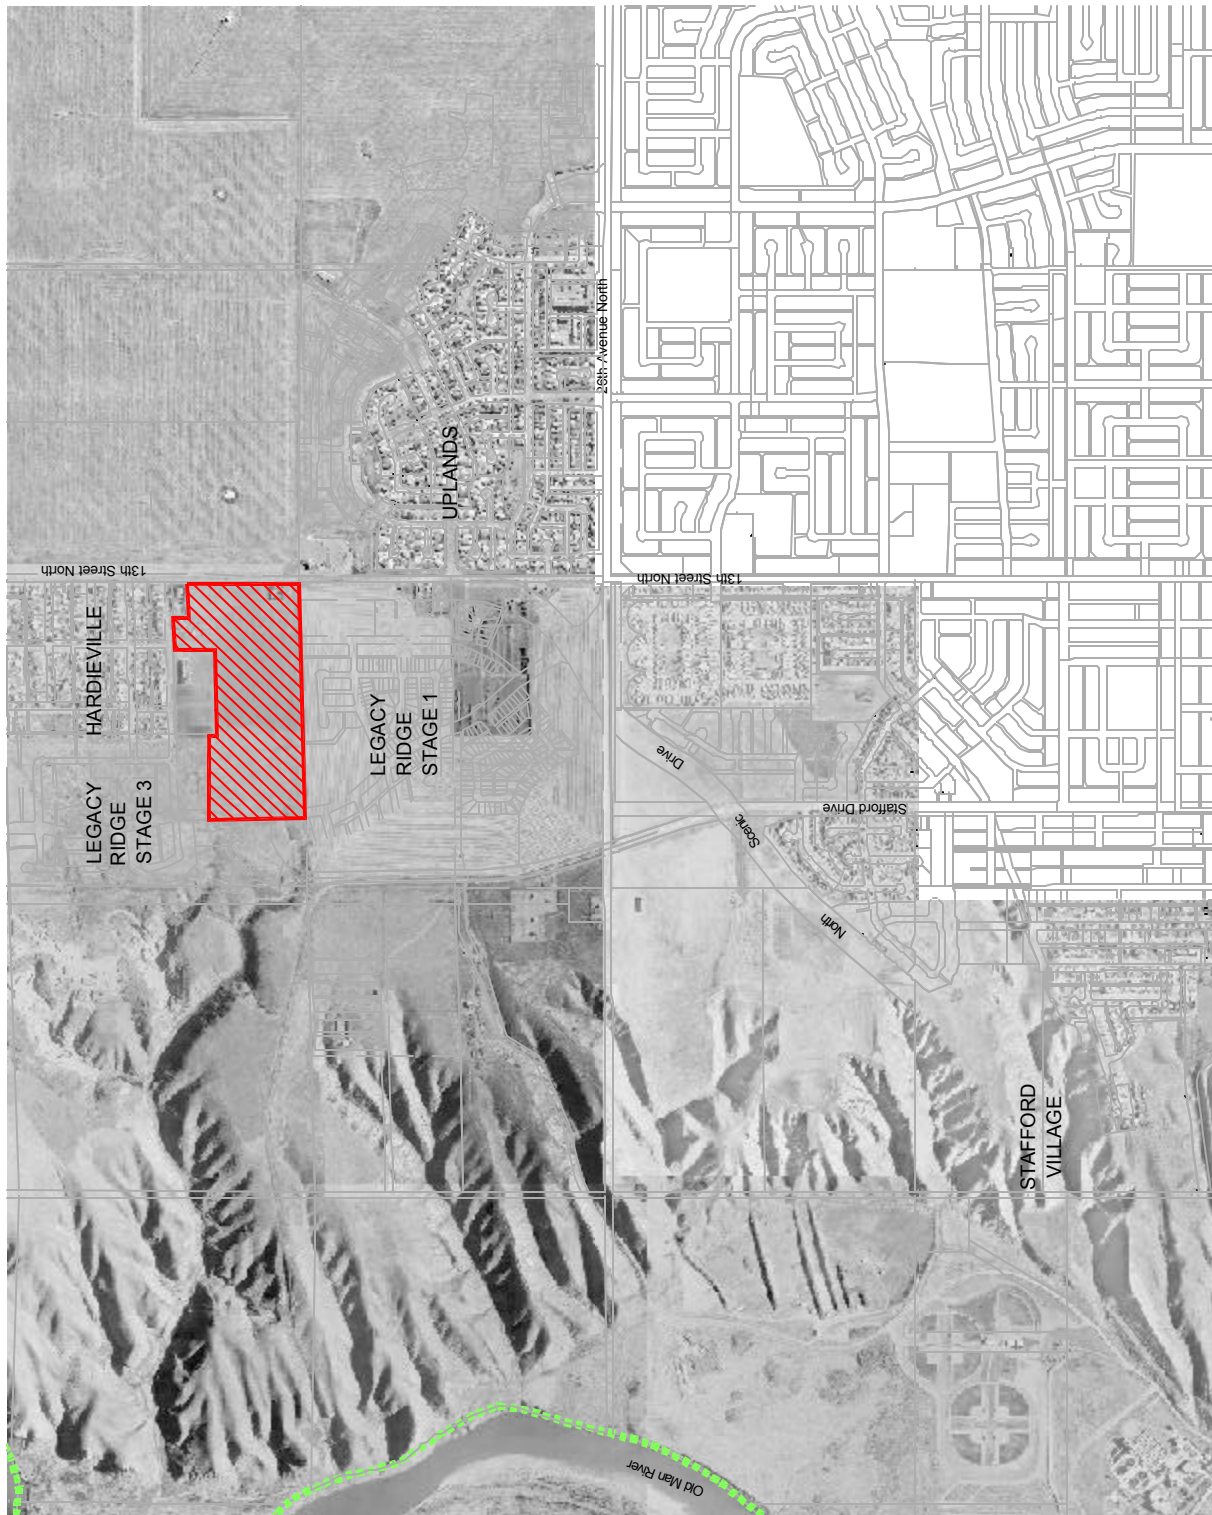 26th Avenue North
UPLANDS
13th Street North
13th Street North
HARDIEVILLE
LEGACY
RIDGE
STAGE 1
LEGACY
RIDGE
STAGE 3
Drive
Scenic
North
Stafford Drive
STAFFORD
VILLAGE
Old Man River